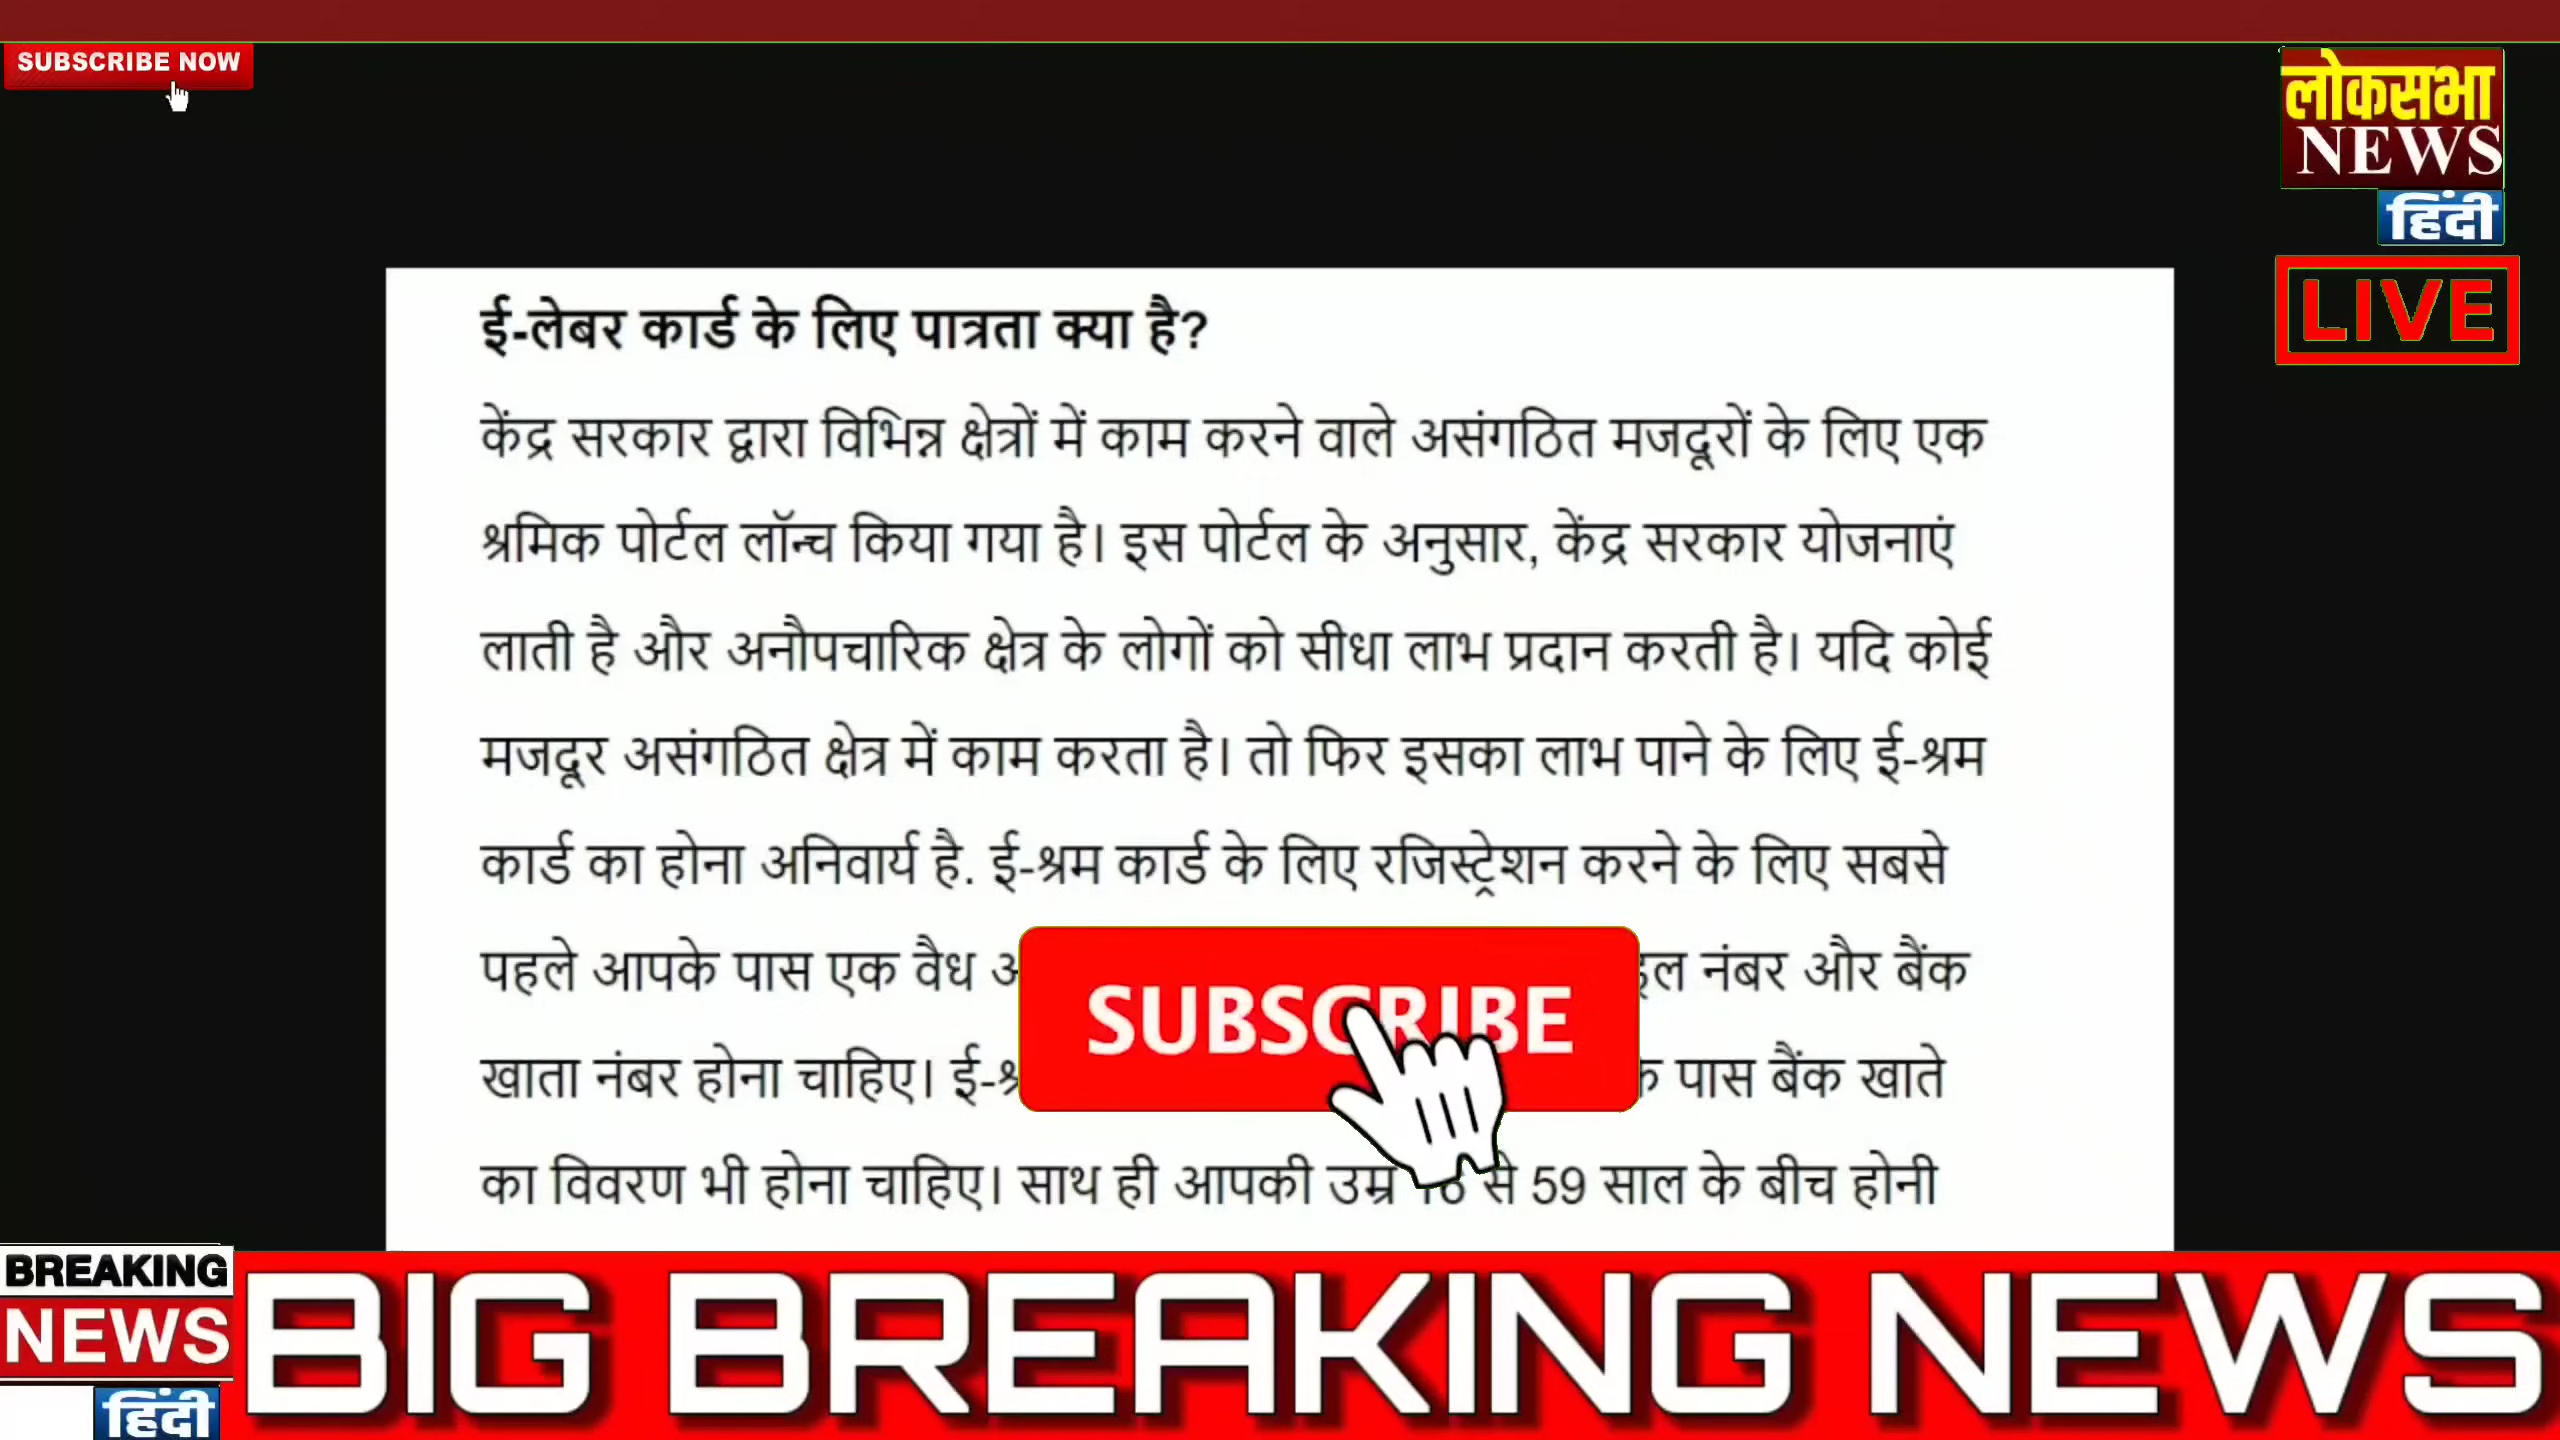 SUBSCRIBE NOW
लोकसभा
NEWS
हिंदी
LIVE
ई-लेबर कार्ड के लिए पात्रता क्या है?
केंद्र सरकार द्वारा विभिन्न क्षेत्रों में काम करने वाले असंगठित मजदूरों के लिए एक
श्रमिक पोर्टल लॉन्च किया गया है। इस पोर्टल के अनुसार, केंद्र सरकार योजनाएं
लाती है और अनौपचारिक क्षेत्र के लोगों को सीधा लाभ प्रदान करती है। यदि कोई
मजदूर असंगठित क्षेत्र में काम करता है। तो फिर इसका लाभ पाने के लिए ई-श्रम
कार्ड का होना अनिवार्य है. ई-श्रम कार्ड के लिए रजिस्ट्रेशन करने के लिए सबसे
पहले आपके पास एक वैध नंबर और बैंक
खाता नंबर होना चाहिए। पास बैंक खाते
का विवरण भी होना चाहिए। साथ ही आपकी उम्र से 59 साल के बीच होनी
SUBSCRIBE
BREAKING
NEWS
हिंदी
BIG BREAKING NEWS